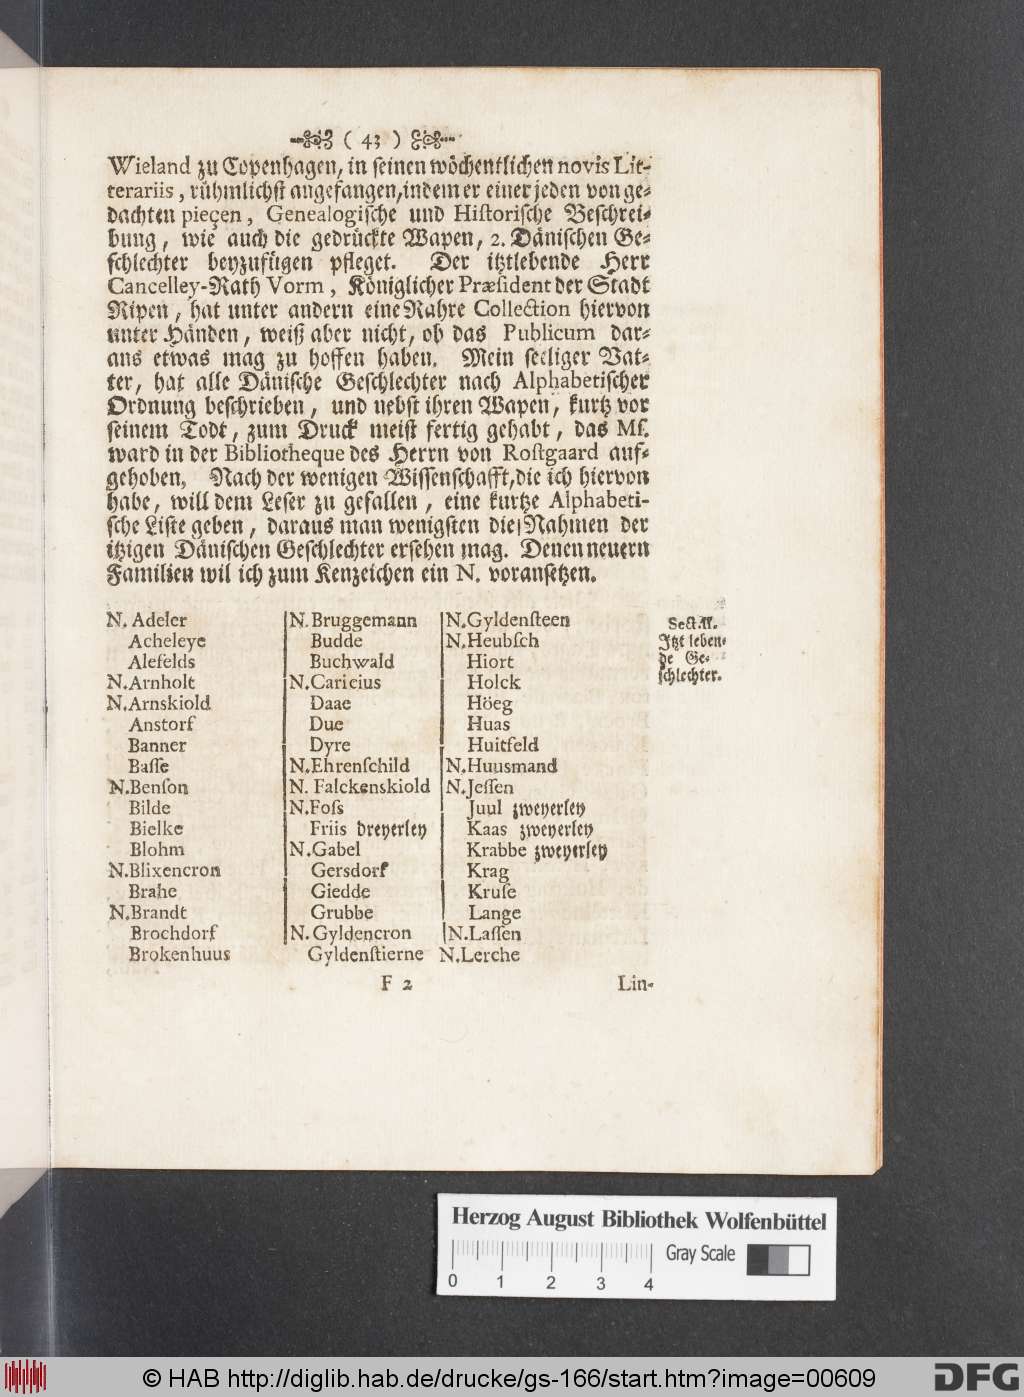 ( 43 )
Wieland zu Copenhagen, in seinen wöchentlichen novis Lit-
terariis, rühmlichst angefangen, indem er einer jeden von ge-
dachten pieçen, Genealogische und Historische Beschrei-
bung, wie auch die gedrückte Wapen, 2. Dänischen Ge-
schlechter beyzufügen pfleget. Der itztlebende Herr
Cancelley-Rath Vorm, Königlicher Præsident der Stadt
Ripen, hat unter andern eine Rahre Collection hiervon
unter Händen, weiß aber nicht, ob das Publicum dar-
aus etwas mag zu hoffen haben. Mein seeliger Vat-
ter, hat alle Dänische Geschlechter nach Alphabetischer
Ordnung beschrieben, und nebst ihren Wapen, kurtz vor
seinem Todt, zum Druck meist fertig gehabt, das Mſ.
ward in der Bibliotheque des Herrn von Rostgaard auf-
gehoben, Nach der wenigen Wissenschafft, die ich hiervon
habe, will dem Leser zu gefallen, eine kurtze Alphabeti-
sche Liste geben, daraus man wenigsten die Nahmen der
itzigen Dänischen Geschlechter ersehen mag. Denen neuern
Familien wil ich zum Kenzeichen ein N. voransetzen.
Sect. II.
Itzt leben-
de Ge-
schlechter.
N. Adeler
Acheleye
Alefelds
N. Arnholt
N. Arnskiold
Anstorf
Banner
Basse
N. Benson
Bilde
Bielke
Blohm
N. Blixencron
Brahe
N. Brandt
Brochdorf
Brokenhuus
N. Bruggemann
Budde
Buchwald
N. Caricius
Daae
Due
Dyre
N. Ehrenschild
N. Falckenskiold
N. Foss
Friis dreyerley
N. Gabel
Gersdorf
Giedde
Grubbe
N. Gyldencron
Gyldenstierne
N. Gyldensteen
N. Heubsch
Hiort
Holck
Höeg
Huas
Huitfeld
N. Huusmand
N. Jessen
Juul zweyerley
Kaas zweyerley
Krabbe zweyerley
Krag
Kruse
Lange
N. Lassen
N. Lerche
F 2
Lin-
Herzog August Bibliothek Wolfenbüttel
Gray Scale
0 1 2 3 4
© HAB http://diglib.hab.de/drucke/gs-166/start.htm?image=00609
DFG